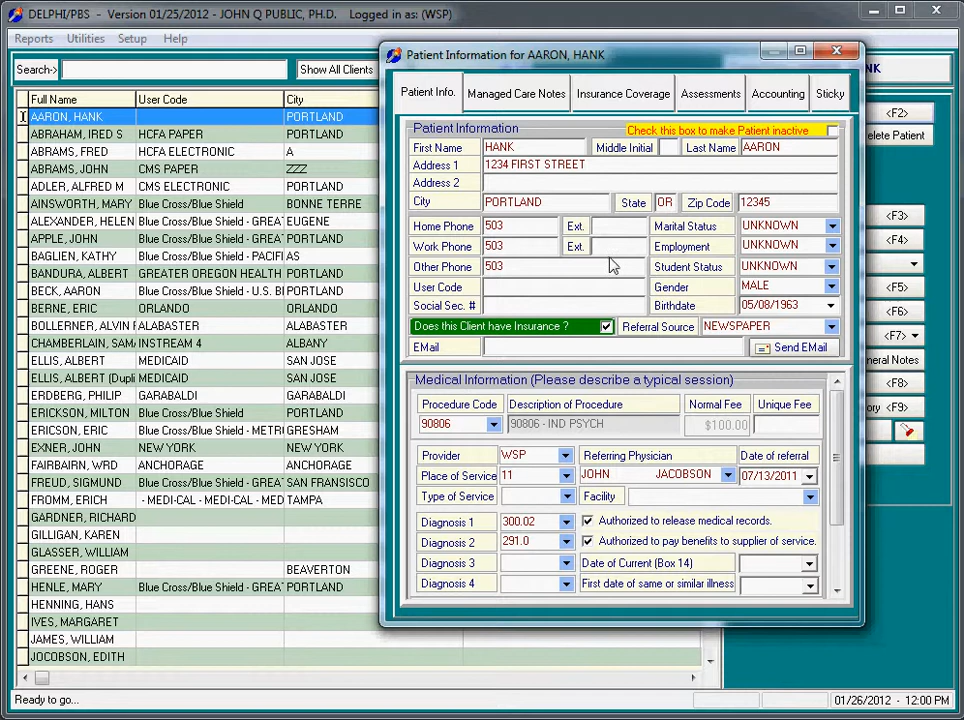 DELPHI/PBS - Version 01/25/2012 - JOHN Q PUBLIC, PH.D. Logged in as: (WSP)
Reports Utilities Setup Help
Search-> Show All Clients NK
Full Name User Code City
AARON, HANK PORTLAND
ABRAHAM, IRED S HCFA PAPER PORTLAND
ABRAMS, FRED HCFA ELECTRONIC A
ABRAMS, JOHN CMS PAPER ZZZ
ADLER, ALFRED M CMS ELECTRONIC PORTLAND
AINSWORTH, MARY Blue Cross/Blue Shield BONNE TERRE
ALEXANDER, HELEN Blue Cross/Blue Shield - GREAT EUGENE
APPLE, JOHN Blue Cross/Blue Shield - GREAT PORTLAND
BAGLIEN, KATHY Blue Cross/Blue Shield - PACIFI AS
BANDURA, ALBERT GREATER OREGON HEALTH PORTLAND
BECK, AARON Blue Cross/Blue Shield - U.S. BI PORTLAND
BERNE, ERIC ORLANDO ORLANDO
BOLLERNER, ALVIN ALABAMA? ALABAMA?
CHAMBERLAIN, SAM INSTREAM 4 ALBANY
ELLIS, ALBERT MEDICAID SAN JOSE
ELLIS, ALBERT (Dupli MEDICAID SAN JOSE
ERDBERG, PHILIP GARABALDI GARABALDI
ERICKSON, MILTON Blue Cross/Blue Shield PORTLAND
ERICSON, ERIC Blue Cross/Blue Shield - METRO GRESHAM
EXNER, JOHN NEW YORK NEW YORK
FAIRBAIRN, WRD ANCHORAGE ANCHORAGE
FREUD, SIGMUND Blue Cross/Blue Shield - GREAT SAN FRANSISCO
FROMM, ERICH - MEDI-CAL - MEDI-CAL - MED TAMPA
GARDNER, RICHARD
GILLIGAN, KAREN
GLASSER, WILLIAM
GREENE, ROGER BEAVERTON
HENLE, MARY Blue Cross/Blue Shield - GREAT PORTLAND
HENNING, HANS
IVES, MARGARET
JAMES, WILLIAM
JOCOBSON, EDITH
Patient Information for AARON, HANK
Patient Info. Managed Care Notes Insurance Coverage Assessments Accounting Sticky
Patient Information Check this box to make Patient inactive
First Name HANK Middle Initial Last Name AARON
Address 1 1234 FIRST STREET
Address 2
City PORTLAND State OR Zip Code 12345
Home Phone 503 Ext. Marital Status UNKNOWN
Work Phone 503 Ext. Employment UNKNOWN
Other Phone 503 Student Status UNKNOWN
User Code Gender MALE
Social Sec. # Birthdate 05/08/1963
Does this Client have Insurance ? Referral Source NEWSPAPER
EMail Send EMail
Medical Information (Please describe a typical session)
Procedure Code Description of Procedure Normal Fee Unique Fee
90806 90806 - IND PSYCH $100.00
Provider WSP Referring Physician Date of referral
Place of Service 11 JOHN JACOBSON 07/13/2011
Type of Service Facility
Diagnosis 1 300.02 Authorized to release medical records.
Diagnosis 2 291.0 Authorized to pay benefits to supplier of service.
Diagnosis 3 Date of Current (Box 14)
Diagnosis 4 First date of same or similar illness
<F2>
elete Patient
<F3>
<F4>
<F5>
<F6>
<F7>
neral Notes
<F8>
ory <F9>
Ready to go... 01/26/2012 - 12:00 PM